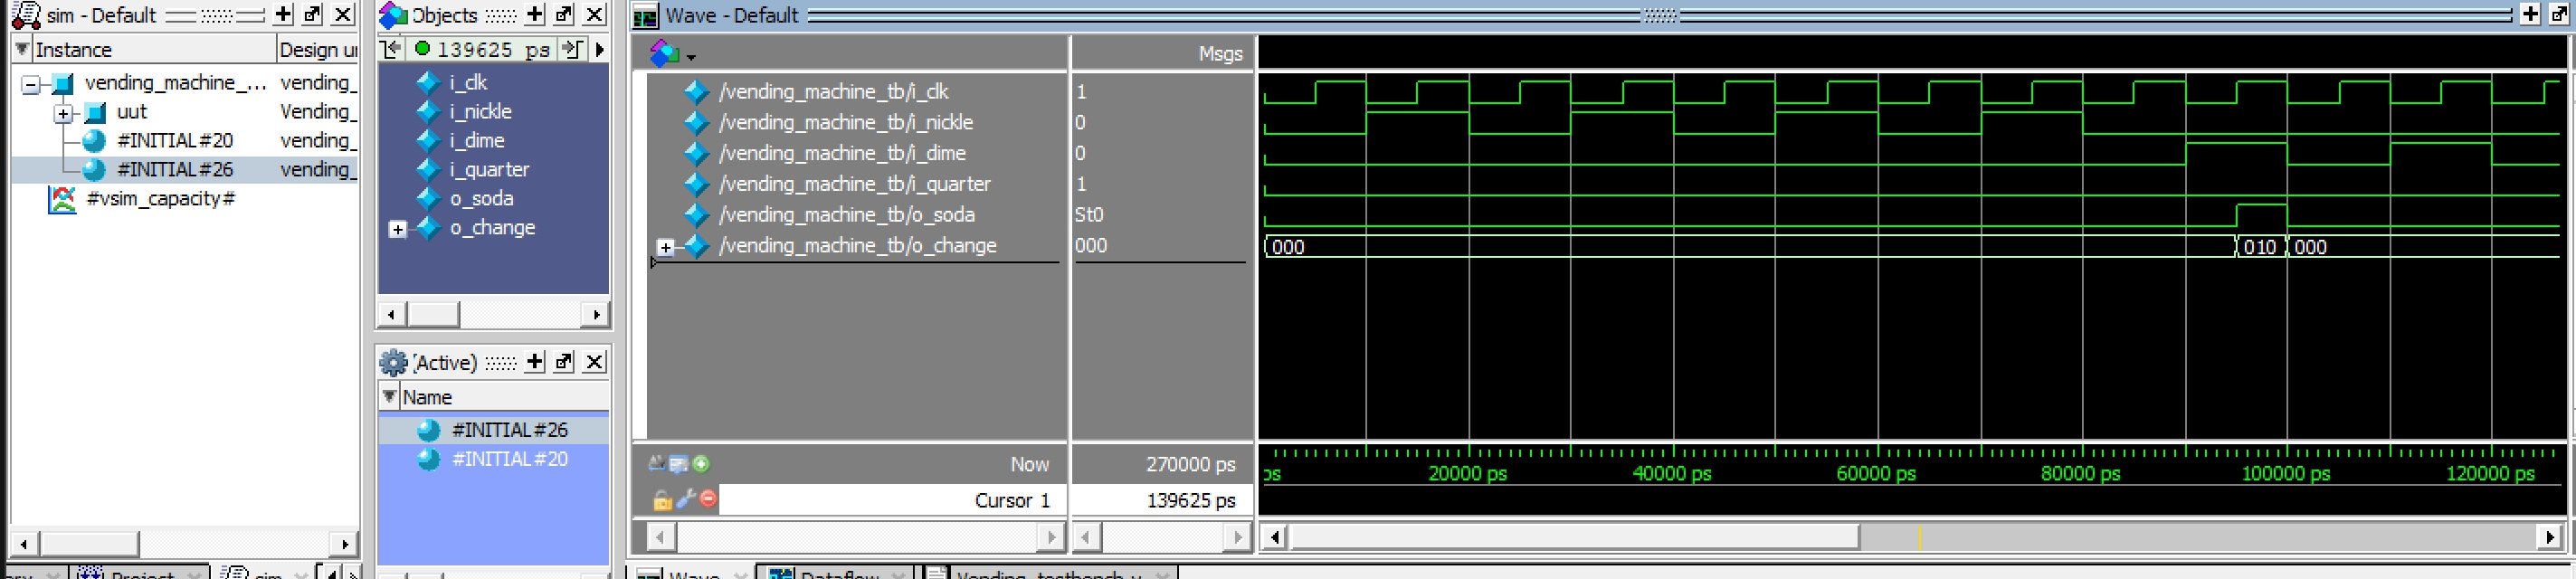 sim - Default
Instance
Design u
vending_machine_...
vending_
uut
Vending_
#INITIAL#20
vending_
#INITIAL#26
vending_
#vsim_capacity#
Project
sim
Objects
139625 ps
i_clk
i_nickle
i_dime
i_quarter
o_soda
o_change
(Active)
Name
#INITIAL#26
#INITIAL#20
Wave - Default
Msgs
/vending_machine_tb/i_clk
1
/vending_machine_tb/i_nickle
0
/vending_machine_tb/i_dime
0
/vending_machine_tb/i_quarter
1
/vending_machine_tb/o_soda
St0
/vending_machine_tb/o_change
000
000
010
000
Now
270000 ps
ps
20000 ps
40000 ps
60000 ps
80000 ps
100000 ps
120000 ps
Cursor 1
139625 ps
Wave
Dataflow
Vending_testbench.v